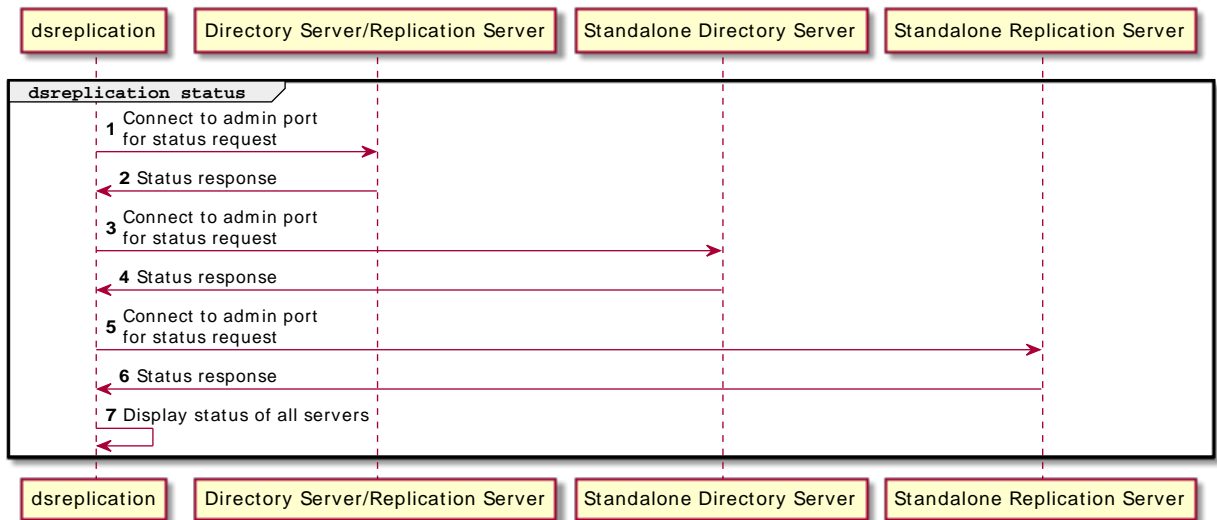 dsreplication
Directory Server/Replication Server
Standalone Directory Server
Standalone Replication Server
dsreplication status
1 Connect to admin port
for status request
2 Status response
3 Connect to admin port
for status request
4 Status response
5 Connect to admin port
for status request
6 Status response
7 Display status of all servers
dsreplication
Directory Server/Replication Server
Standalone Directory Server
Standalone Replication Server